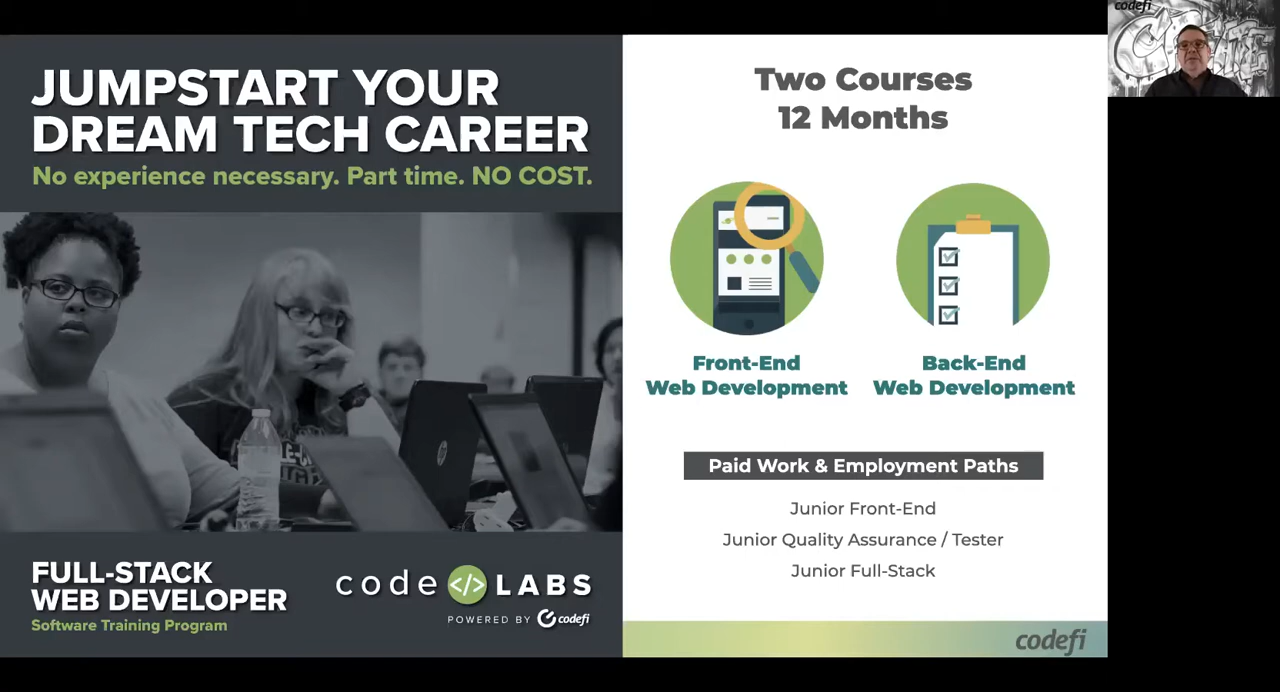 JUMPSTART YOUR
DREAM TECH CAREER
No experience necessary. Part time. NO COST.
FULL-STACK
WEB DEVELOPER
Software Training Program
code </> LABS
POWERED BY codefi
Two Courses
12 Months
Front-End
Web Development
Back-End
Web Development
Paid Work & Employment Paths
Junior Front-End
Junior Quality Assurance / Tester
Junior Full-Stack
codefi
codefi